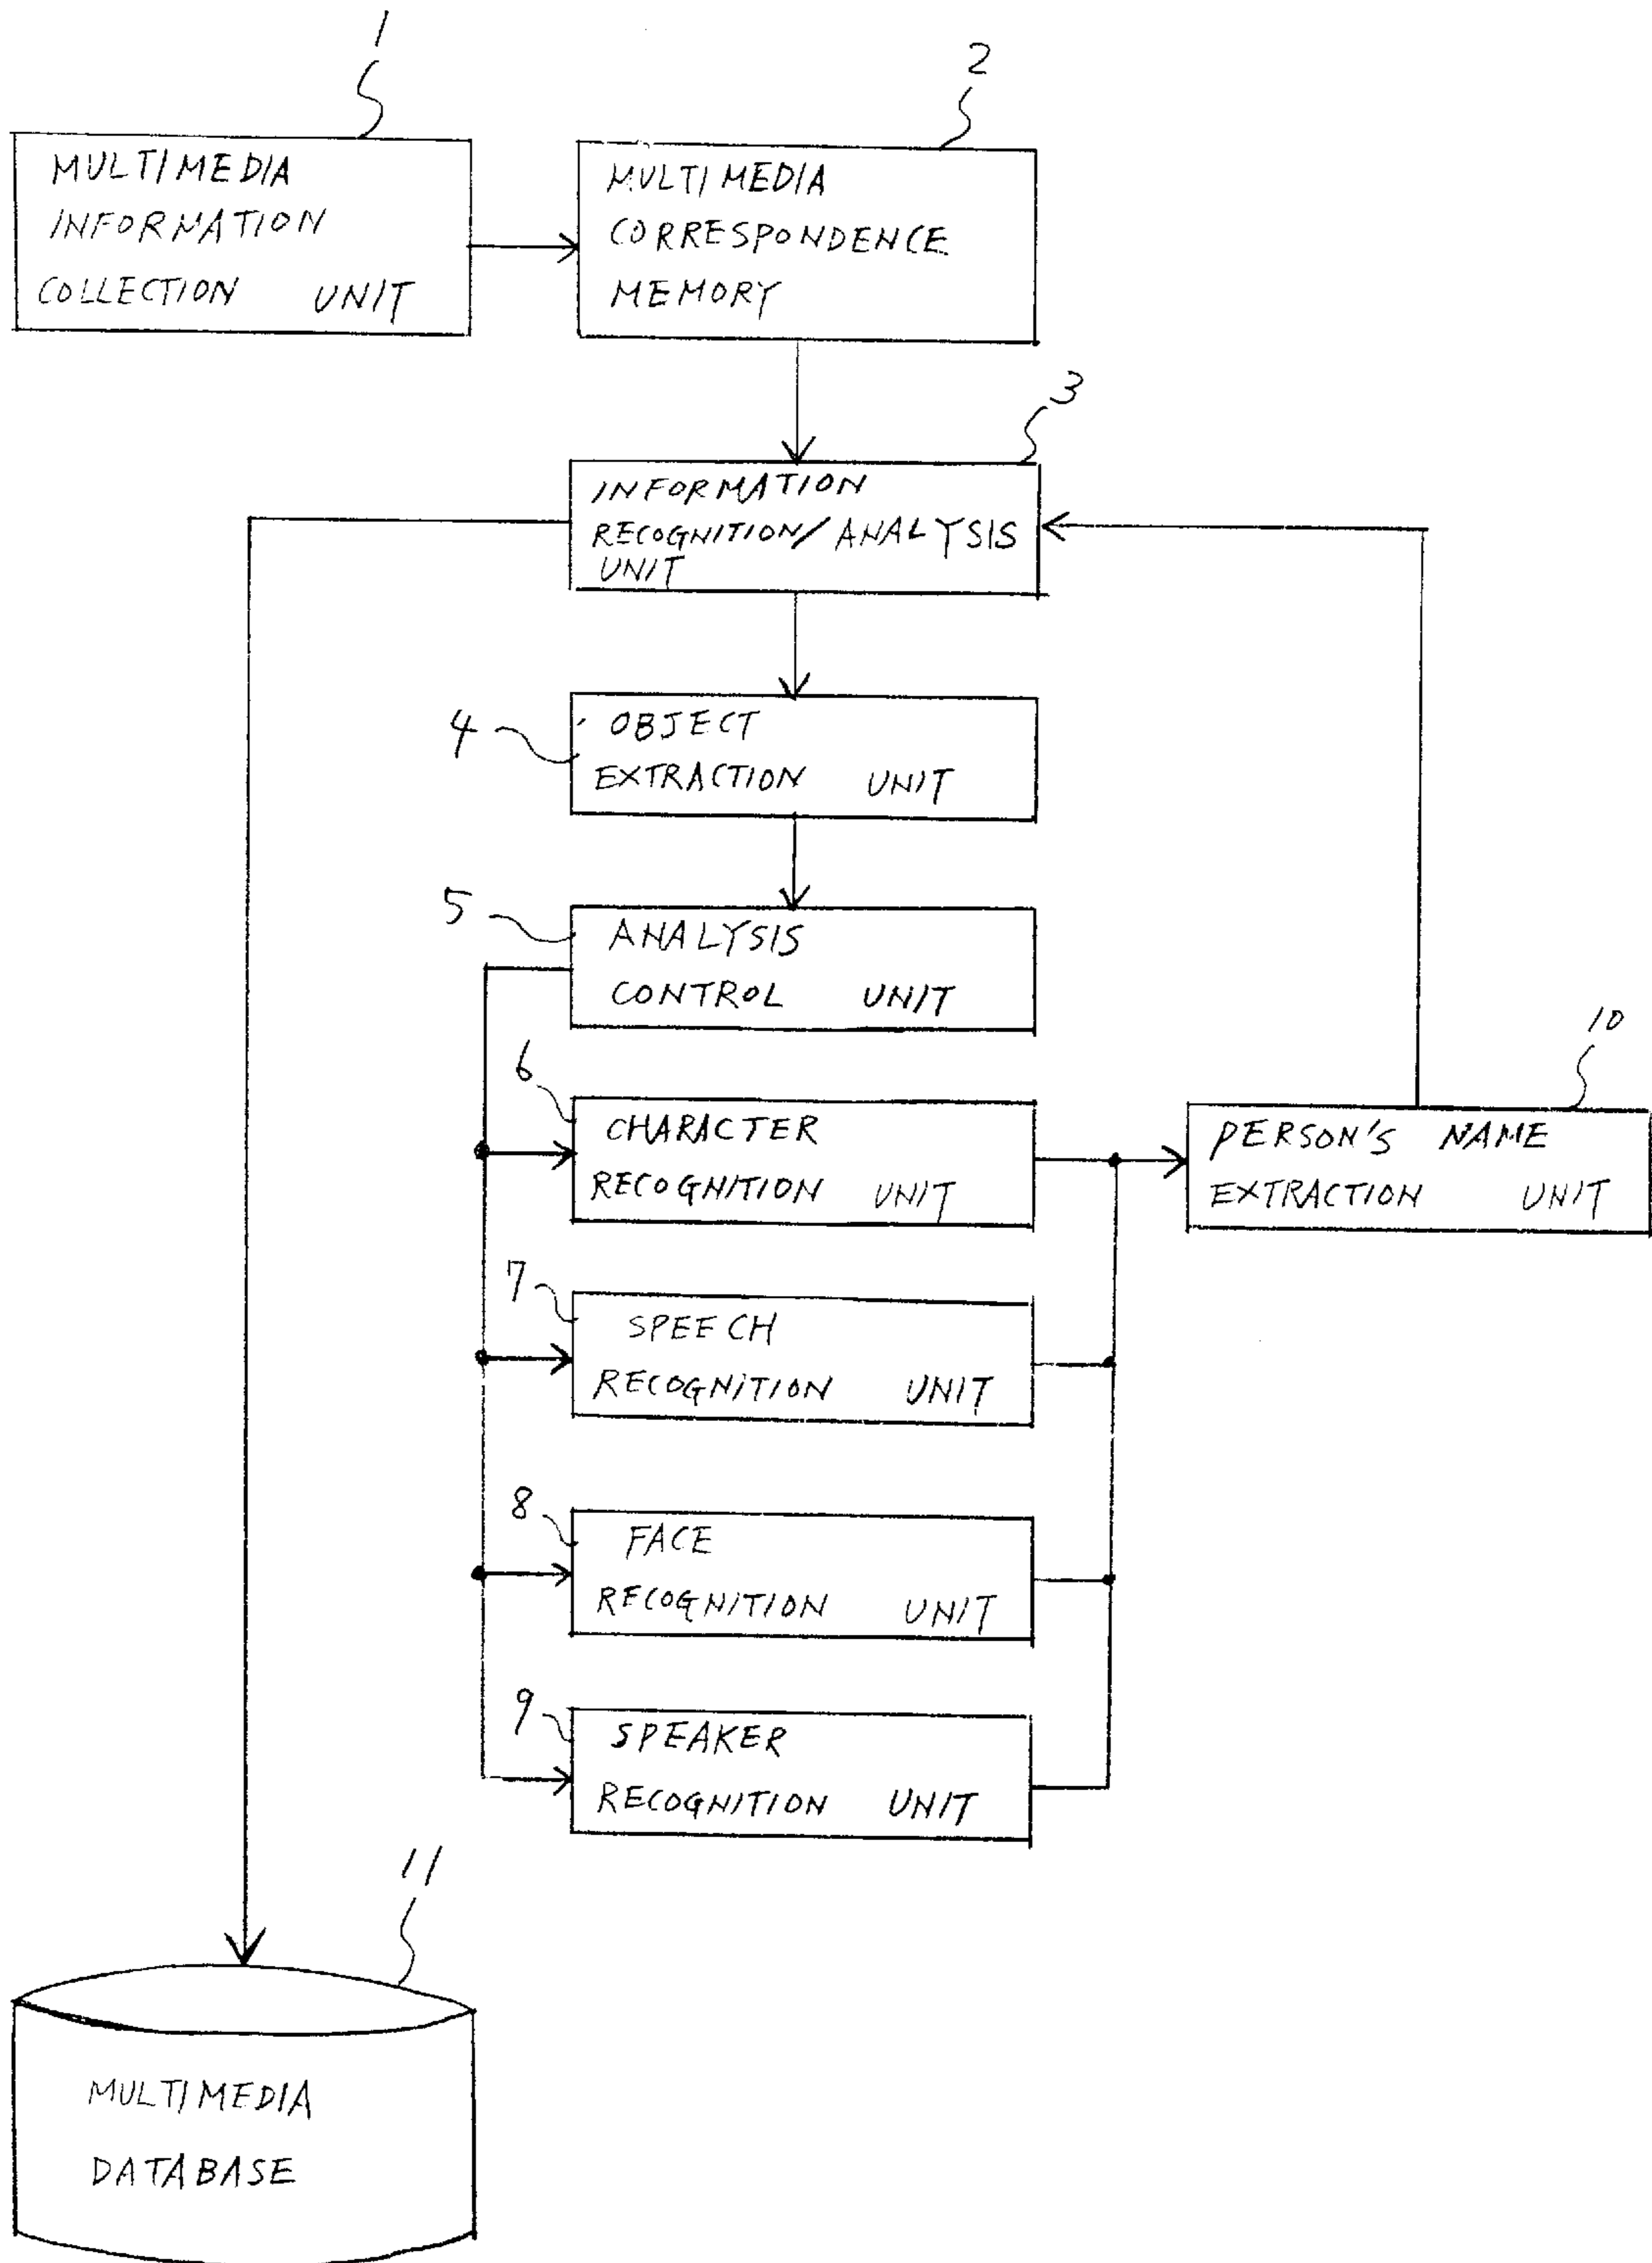 1
MULTIMEDIA
INFORMATION
COLLECTION UNIT
2
MULTIMEDIA
CORRESPONDENCE
MEMORY
3
INFORMATION
RECOGNITION/ANALYSIS
UNIT
4
OBJECT
EXTRACTION UNIT
5
ANALYSIS
CONTROL UNIT
6
CHARACTER
RECOGNITION UNIT
10
PERSON'S NAME
EXTRACTION UNIT
7
SPEECH
RECOGNITION UNIT
8
FACE
RECOGNITION UNIT
9
SPEAKER
RECOGNITION UNIT
11
MULTIMEDIA
DATABASE